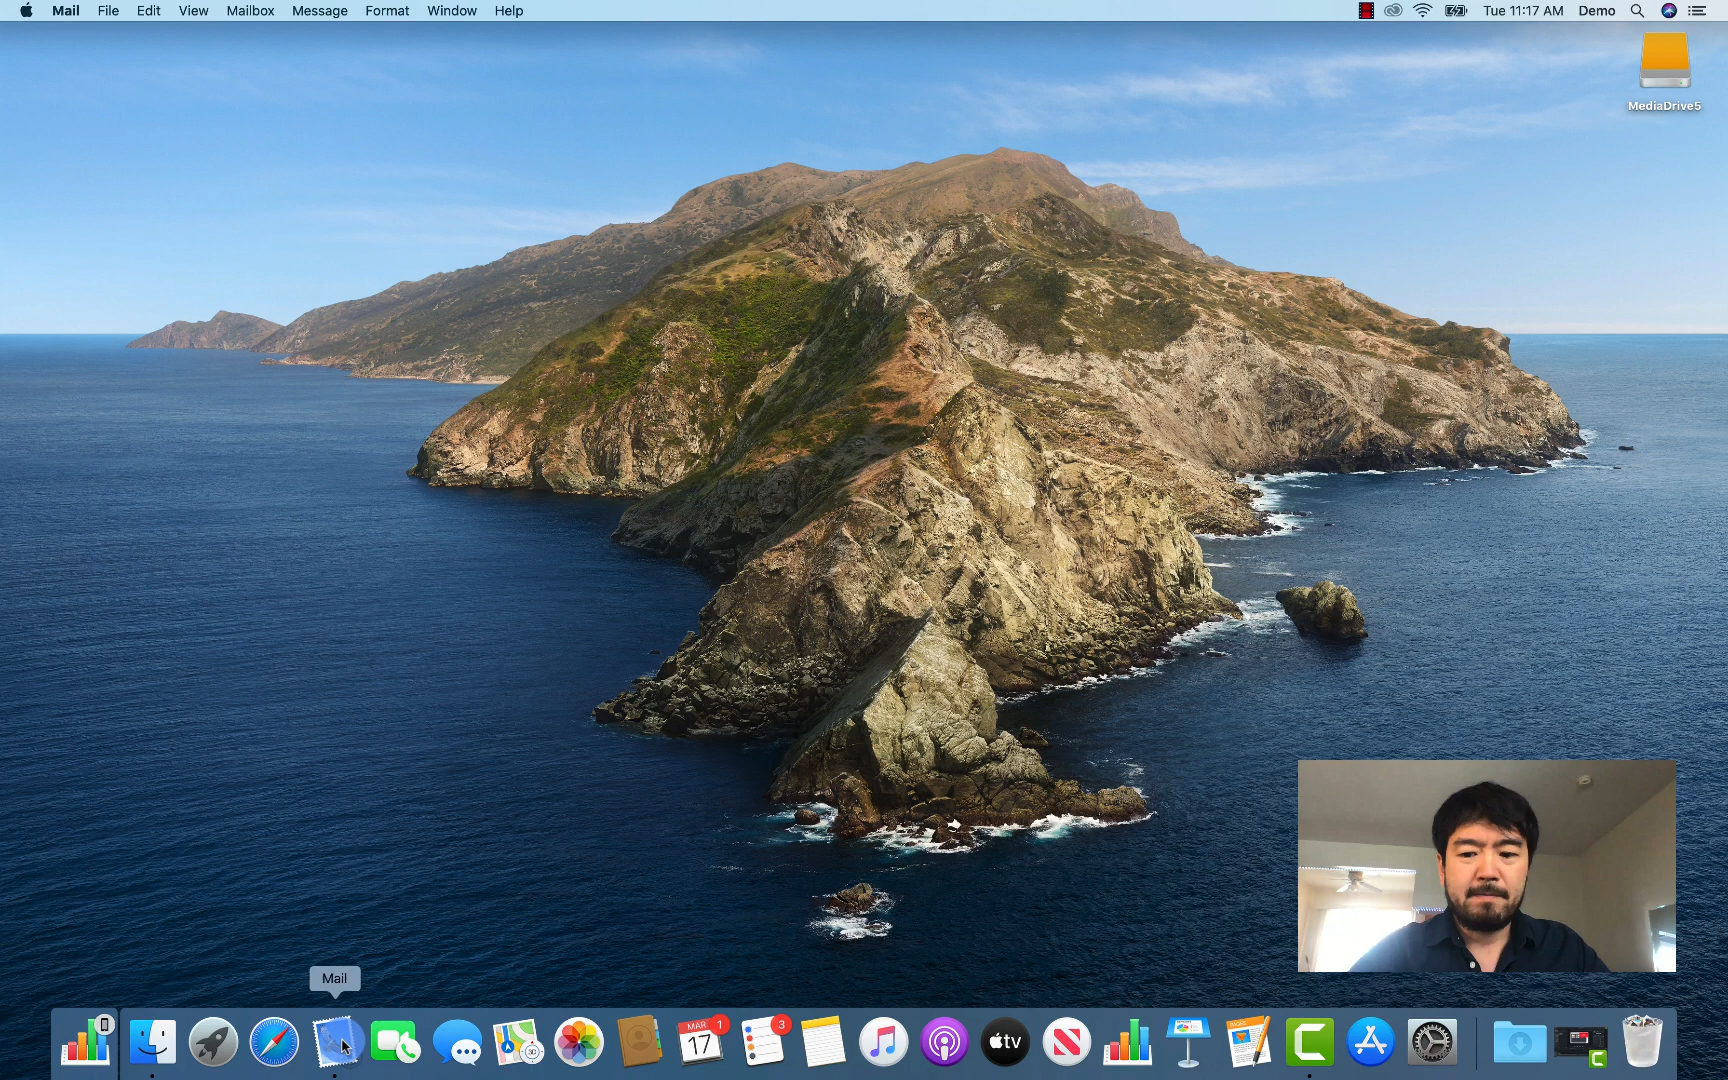 Mail File Edit View Mailbox Message Format Window Help
Tue 11:17 AM Demo
MediaDrive5
Mail
MAR
17
1
3
tv